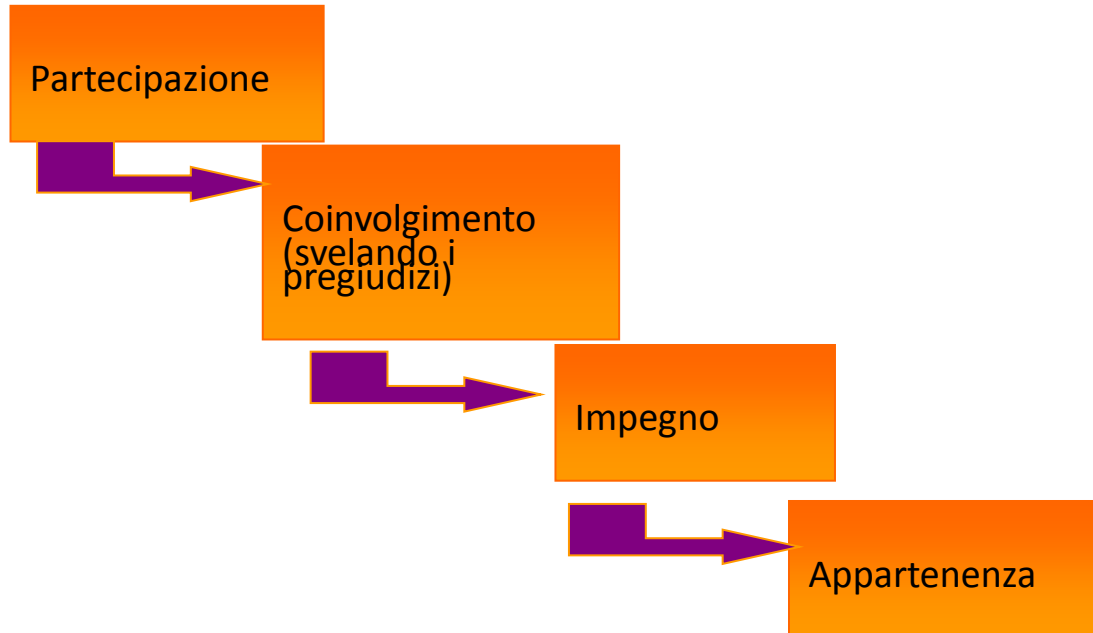 Partecipazione
Coinvolgimento
(svelando i
pregiudizi)
Impegno
Appartenenza